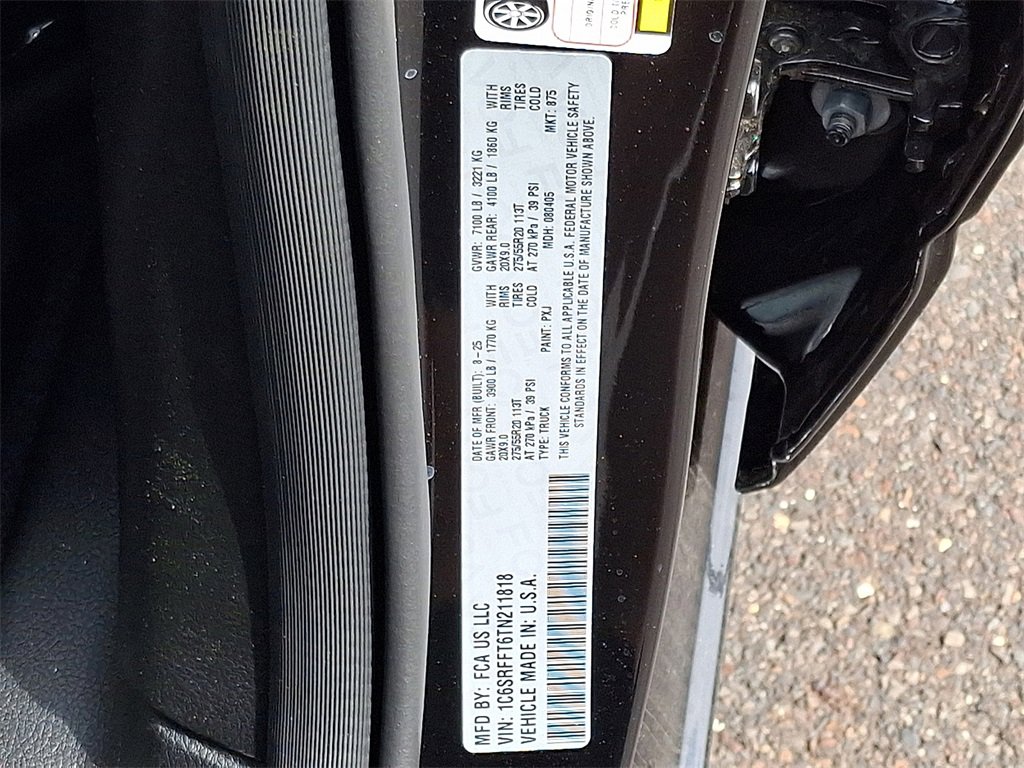 MFD BY: FCA US LLC
VIN: 1C6SRFFT6TN211818
VEHICLE MADE IN: U.S.A.
DATE OF MFR (BUILT): 8-25 GVWR: 7100 LB / 3221 KG
GAWR FRONT: 3900 LB / 1770 KG WITH GAWR REAR: 4100 LB / 1860 KG WITH
20X9.0 RIMS 20X9.0 RIMS
275/55R20 113T TIRES 275/55R20 113T TIRES
AT 270 kPa / 39 PSI COLD AT 270 kPa / 39 PSI COLD
TYPE: TRUCK PAINT: PXJ MDH: 080405 MKT: 875
THIS VEHICLE CONFORMS TO ALL APPLICABLE U.S.A. FEDERAL MOTOR VEHICLE SAFETY
STANDARDS IN EFFECT ON THE DATE OF MANUFACTURE SHOWN ABOVE.